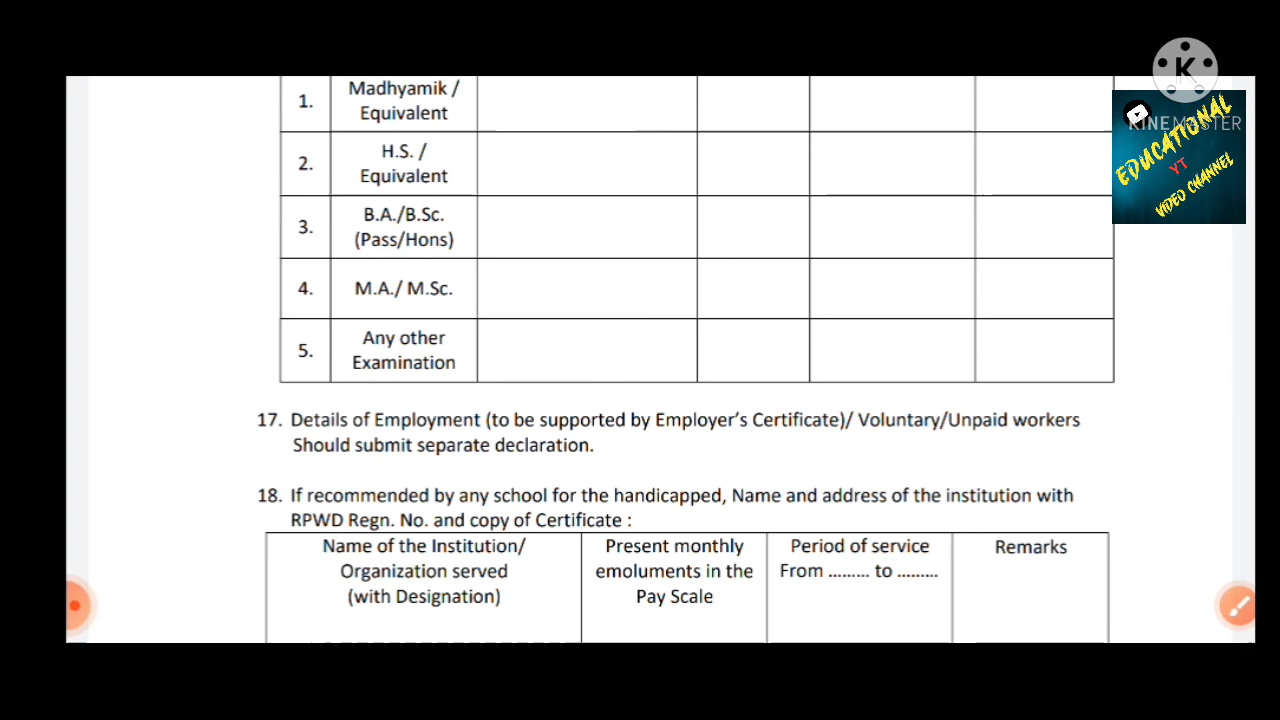 K
KINEMASTER
EDUCATIONAL
YT
VIDEO CHANNEL
1. Madhyamik / Equivalent
2. H.S. / Equivalent
3. B.A./B.Sc. (Pass/Hons)
4. M.A./ M.Sc.
5. Any other Examination
17. Details of Employment (to be supported by Employer's Certificate)/ Voluntary/Unpaid workers
Should submit separate declaration.
18. If recommended by any school for the handicapped, Name and address of the institution with
RPWD Regn. No. and copy of Certificate :
Name of the Institution/ Organization served (with Designation)
Present monthly emoluments in the Pay Scale
Period of service From ......... to .........
Remarks